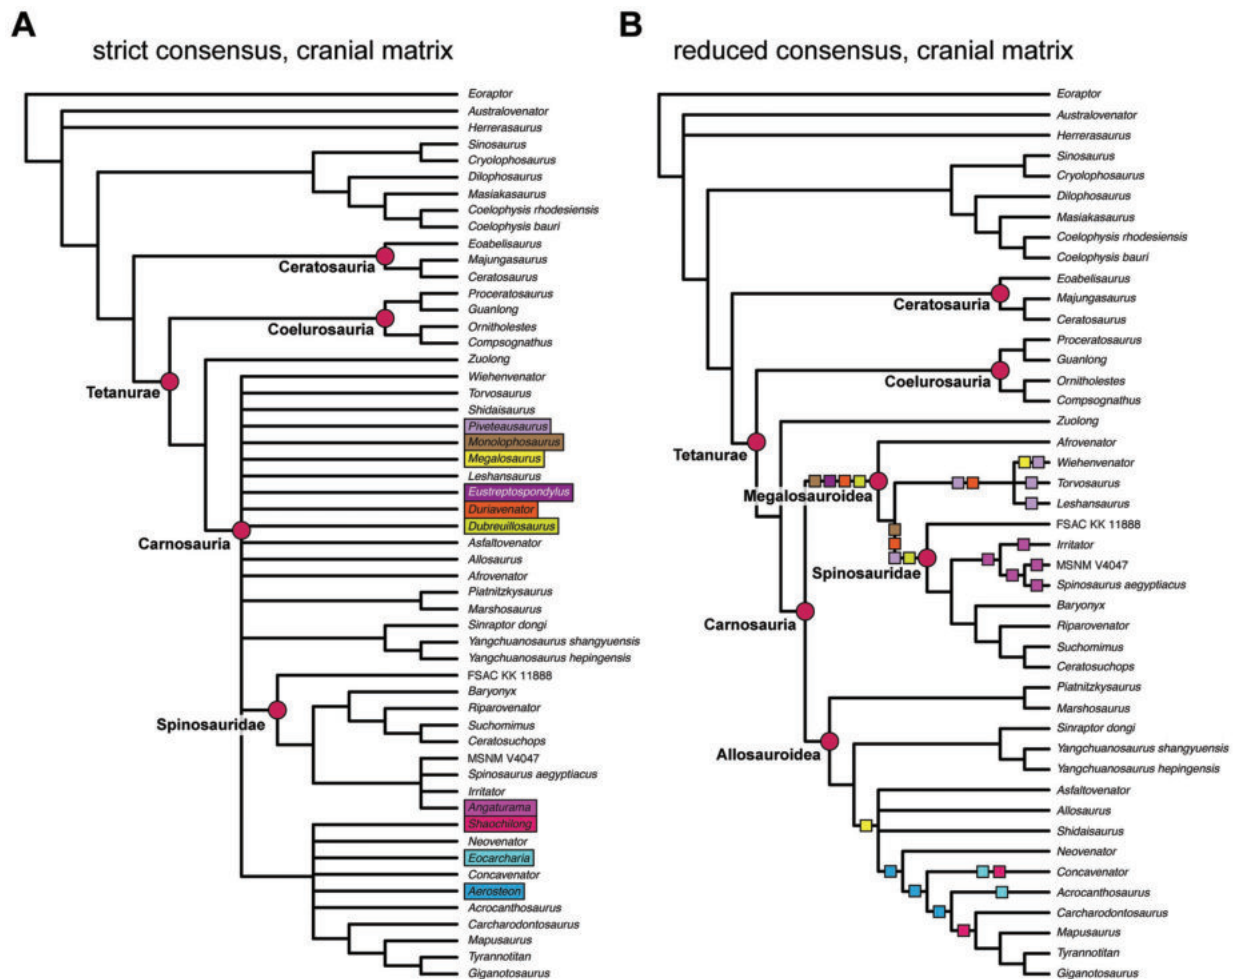 A
strict consensus, cranial matrix
Eoraptor
Australovenator
Herrerasaurus
Sinosaurus
Cryolophosaurus
Dilophosaurus
Masiakasaurus
Coelophysis rhodesiensis
Coelophysis bauri
Eoabelisaurus
Ceratosauria
Majungasaurus
Ceratosaurus
Proceratosaurus
Guanlong
Coelurosauria
Ornitholestes
Compsognathus
Zuolong
Wiehenvenator
Tetanurae
Torvosaurus
Shidaisaurus
Piveteausaurus
Monolophosaurus
Megalosaurus
Leshansaurus
Eustreptospondylus
Duriavenator
Dubreuillosaurus
Carnosauria
Asfaltovenator
Allosaurus
Afrovenator
Piatnitzkysaurus
Marshosaurus
Sinraptor dongi
Yangchuanosaurus shangyuensis
Yangchuanosaurus hepingensis
FSAC KK 11888
Baryonyx
Riparovenator
Spinosauridae
Suchomimus
Ceratosuchops
MSNM V4047
Spinosaurus aegyptiacus
Irritator
Angaturama
Shaochilong
Neovenator
Eocarcharia
Concavenator
Aerosteon
Acrocanthosaurus
Carcharodontosaurus
Mapusaurus
Tyrannotitan
Giganotosaurus
B
reduced consensus, cranial matrix
Eoraptor
Australovenator
Herrerasaurus
Sinosaurus
Cryolophosaurus
Dilophosaurus
Masiakasaurus
Coelophysis rhodesiensis
Coelophysis bauri
Eoabelisaurus
Ceratosauria
Majungasaurus
Ceratosaurus
Proceratosaurus
Guanlong
Coelurosauria
Ornitholestes
Compsognathus
Zuolong
Afrovenator
Tetanurae
Wiehenvenator
Torvosaurus
Megalosauroidea
Leshansaurus
FSAC KK 11888
Irritator
Spinosauridae
MSNM V4047
Spinosaurus aegyptiacus
Baryonyx
Carnosauria
Riparovenator
Suchomimus
Ceratosuchops
Piatnitzkysaurus
Marshosaurus
Sinraptor dongi
Allosauroidea
Yangchuanosaurus shangyuensis
Yangchuanosaurus hepingensis
Asfaltovenator
Allosaurus
Shidaisaurus
Neovenator
Concavenator
Acrocanthosaurus
Carcharodontosaurus
Mapusaurus
Tyrannotitan
Giganotosaurus